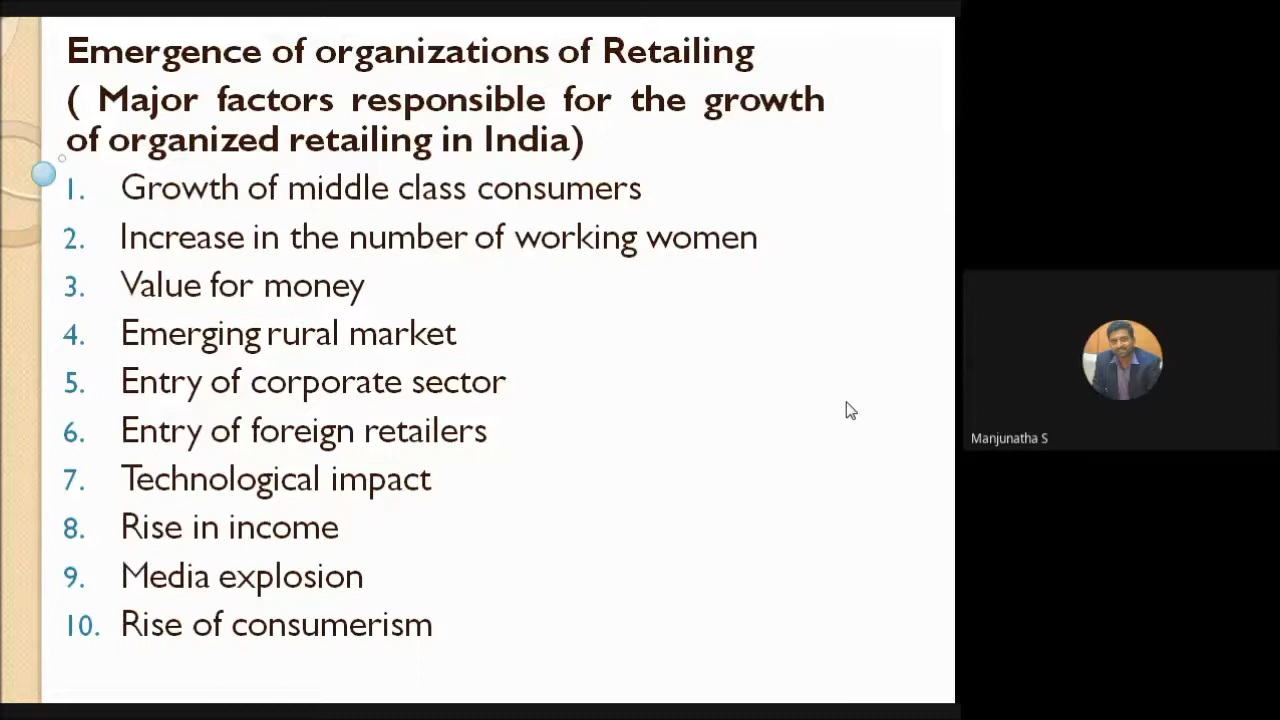 Emergence of organizations of Retailing
( Major factors responsible for the growth
of organized retailing in India)
1. Growth of middle class consumers
2. Increase in the number of working women
3. Value for money
4. Emerging rural market
5. Entry of corporate sector
6. Entry of foreign retailers
7. Technological impact
8. Rise in income
9. Media explosion
10. Rise of consumerism
Manjunatha S